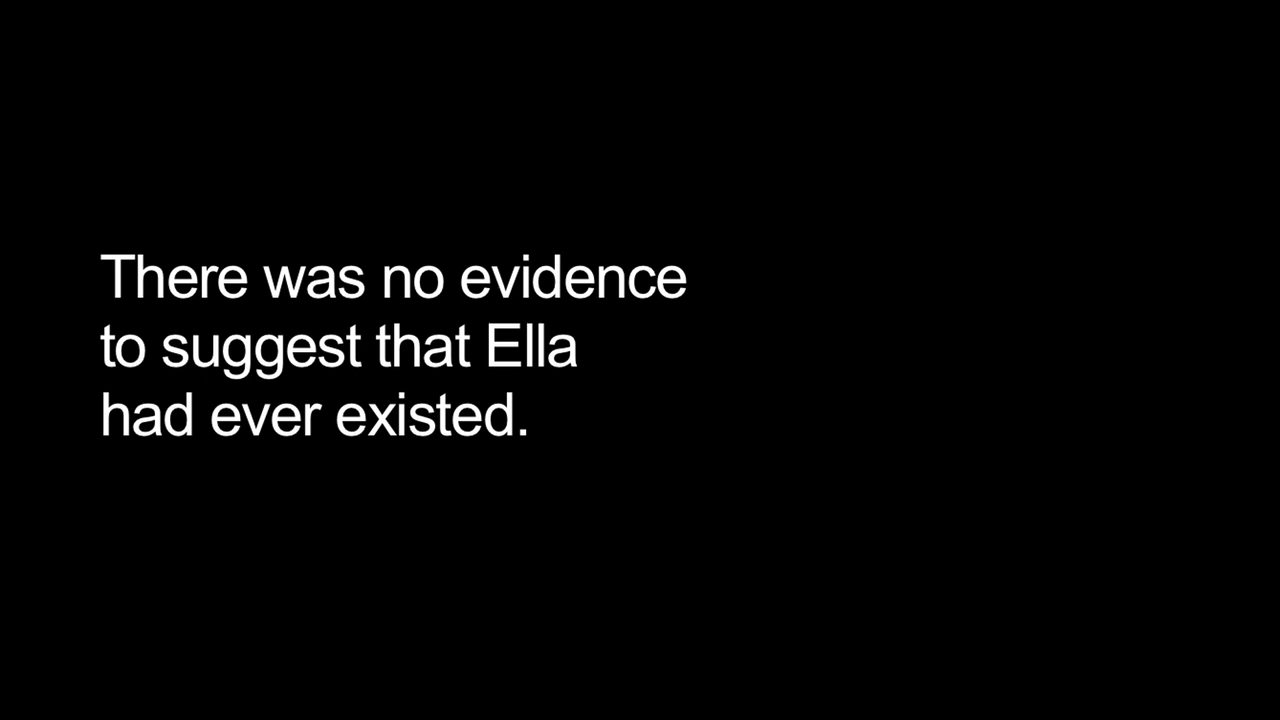 There was no evidence
to suggest that Ella
had ever existed.